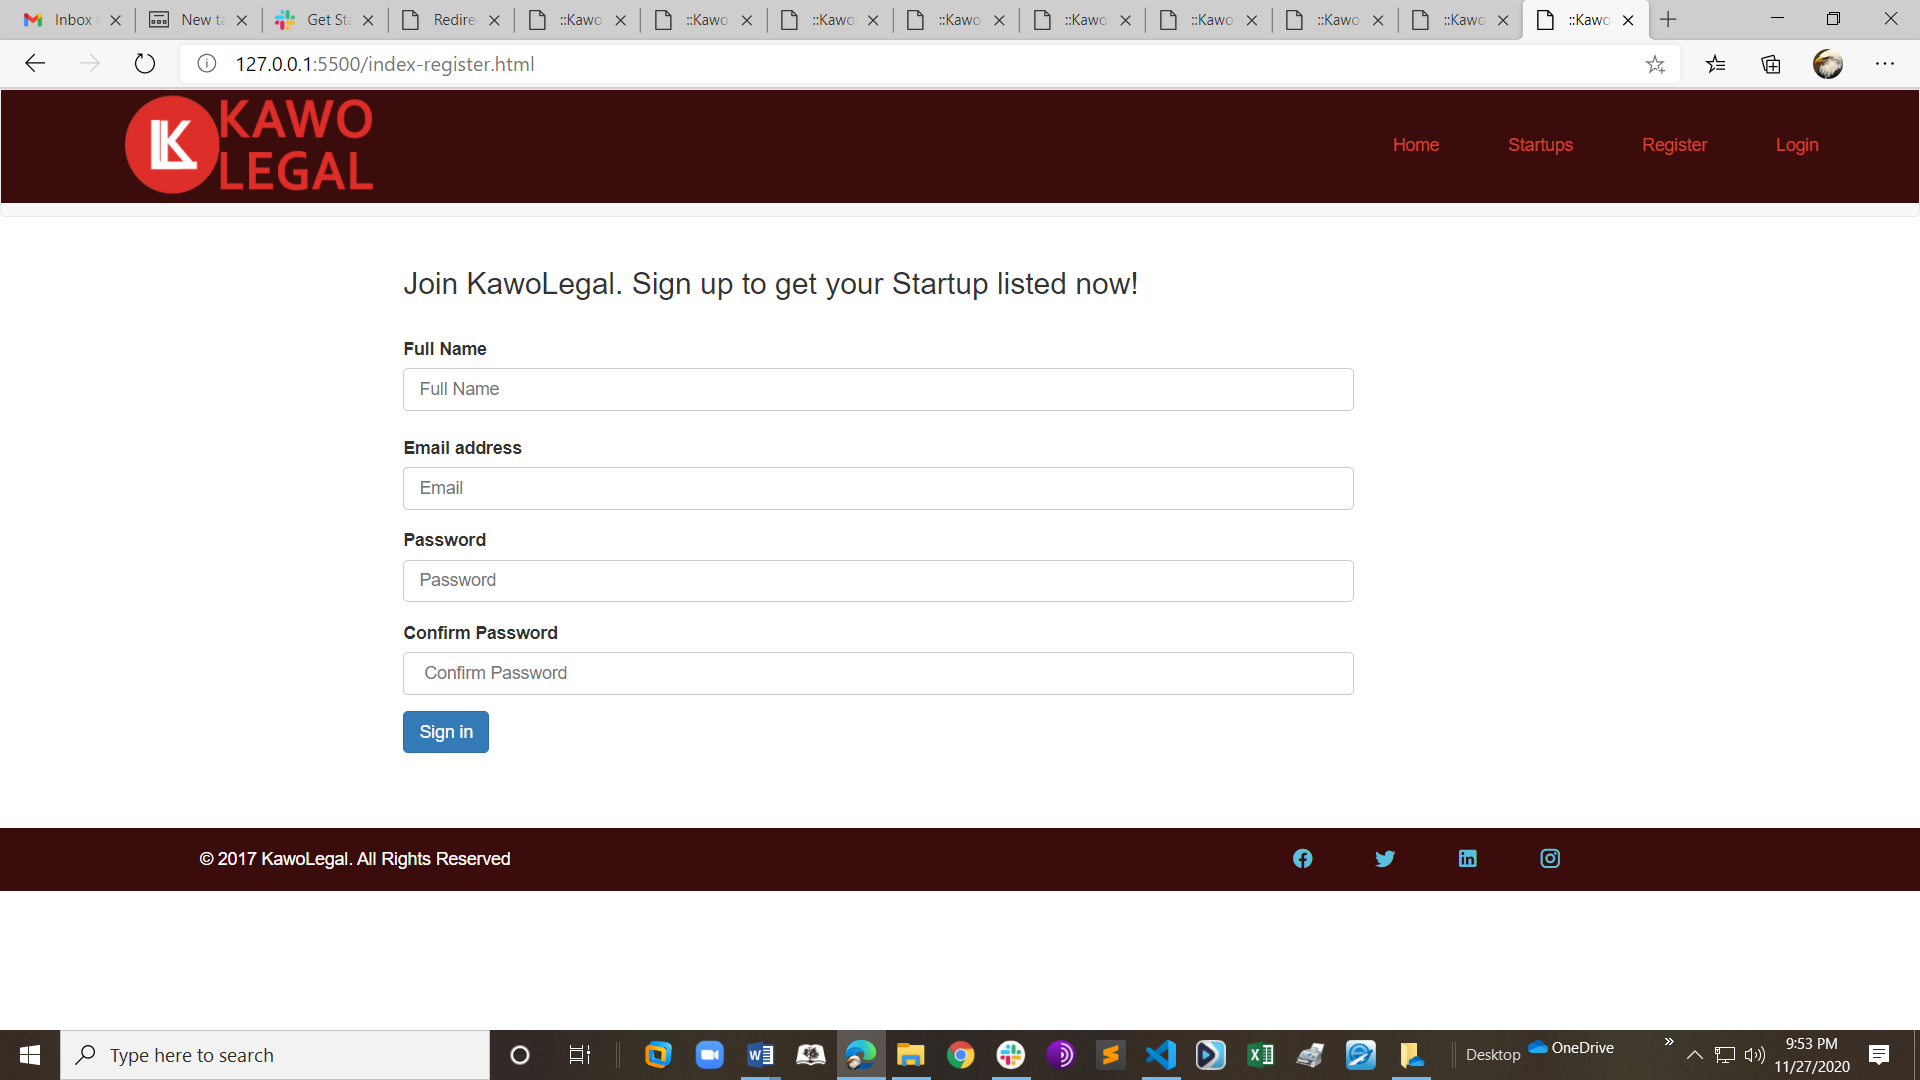 Inbox
New ta
Get Sta
Redire
::Kawo
::Kawo
::Kawo
::Kawo
::Kawo
::Kawo
::Kawo
::Kawo
::Kawo
127.0.0.1:5500/index-register.html
LK
KAWO
LEGAL
Home
Startups
Register
Login
Join KawoLegal. Sign up to get your Startup listed now!
Full Name
Full Name
Email address
Email
Password
Password
Confirm Password
Confirm Password
Sign in
© 2017 KawoLegal. All Rights Reserved
Type here to search
Desktop
OneDrive
9:53 PM
11/27/2020